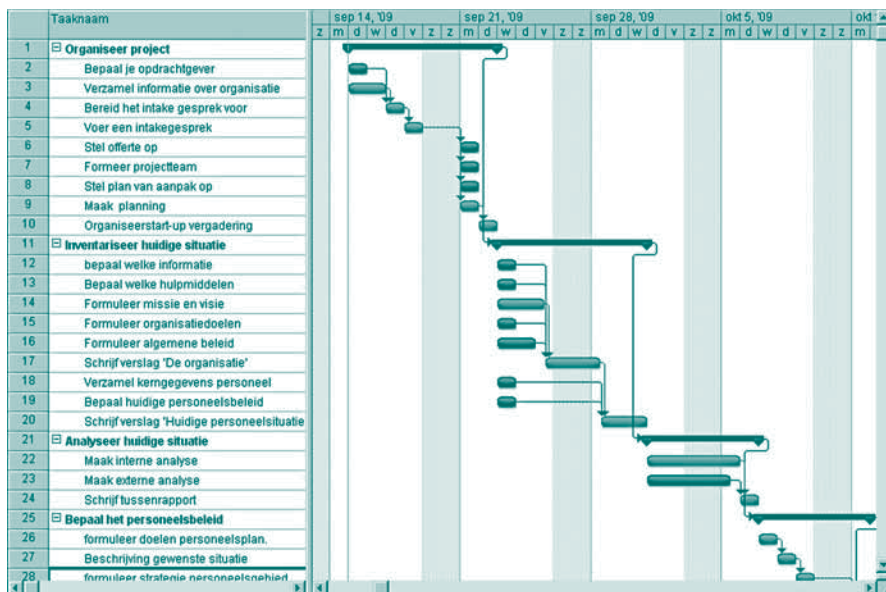 Taaknaam
sep 14, '09 sep 21, '09 sep 28, '09 okt 5, '09 okt
z m d w d v z z m d w d v z z m d w d v z z m d w d v z z m
1 Organiseer project
2 Bepaal je opdrachtgever
3 Verzamel informatie over organisatie
4 Bereid het intake gesprek voor
5 Voer een intakegesprek
6 Stel offerte op
7 Formeer projectteam
8 Stel plan van aanpak op
9 Maak planning
10 Organiseerstart-up vergadering
11 Inventariseer huidige situatie
12 bepaal welke informatie
13 Bepaal welke hulpmiddelen
14 Formuleer missie en visie
15 Formuleer organisatiedoelen
16 Formuleer algemene beleid
17 Schrijf verslag 'De organisatie'
18 Verzamel kerngegevens personeel
19 Bepaal huidige personeelsbeleid
20 Schrijf verslag 'Huidige personeelsituatie
21 Analyseer huidige situatie
22 Maak interne analyse
23 Maak externe analyse
24 Schrijf tussenrapport
25 Bepaal het personeelsbeleid
26 formuleer doelen personeelsplan.
27 Beschrijving gewenste situatie
28 formuleer strategie personeelsgebied